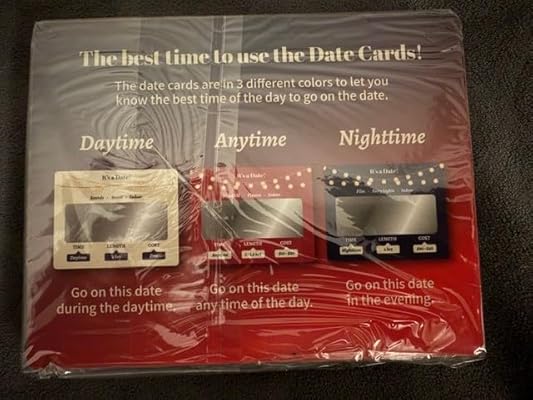 The best time to use the Date Cards!
The date cards are in 3 different colors to let you
know the best time of the day to go on the date.
Daytime Anytime Nighttime
It's a Date! It's a Date! It's a Date!
TIME LENGTH COST TIME LENGTH COST TIME LENGTH COST
Daytime Anytime Nighttime
Go on this date Go on this date Go on this date
during the daytime. any time of the day. in the evening.